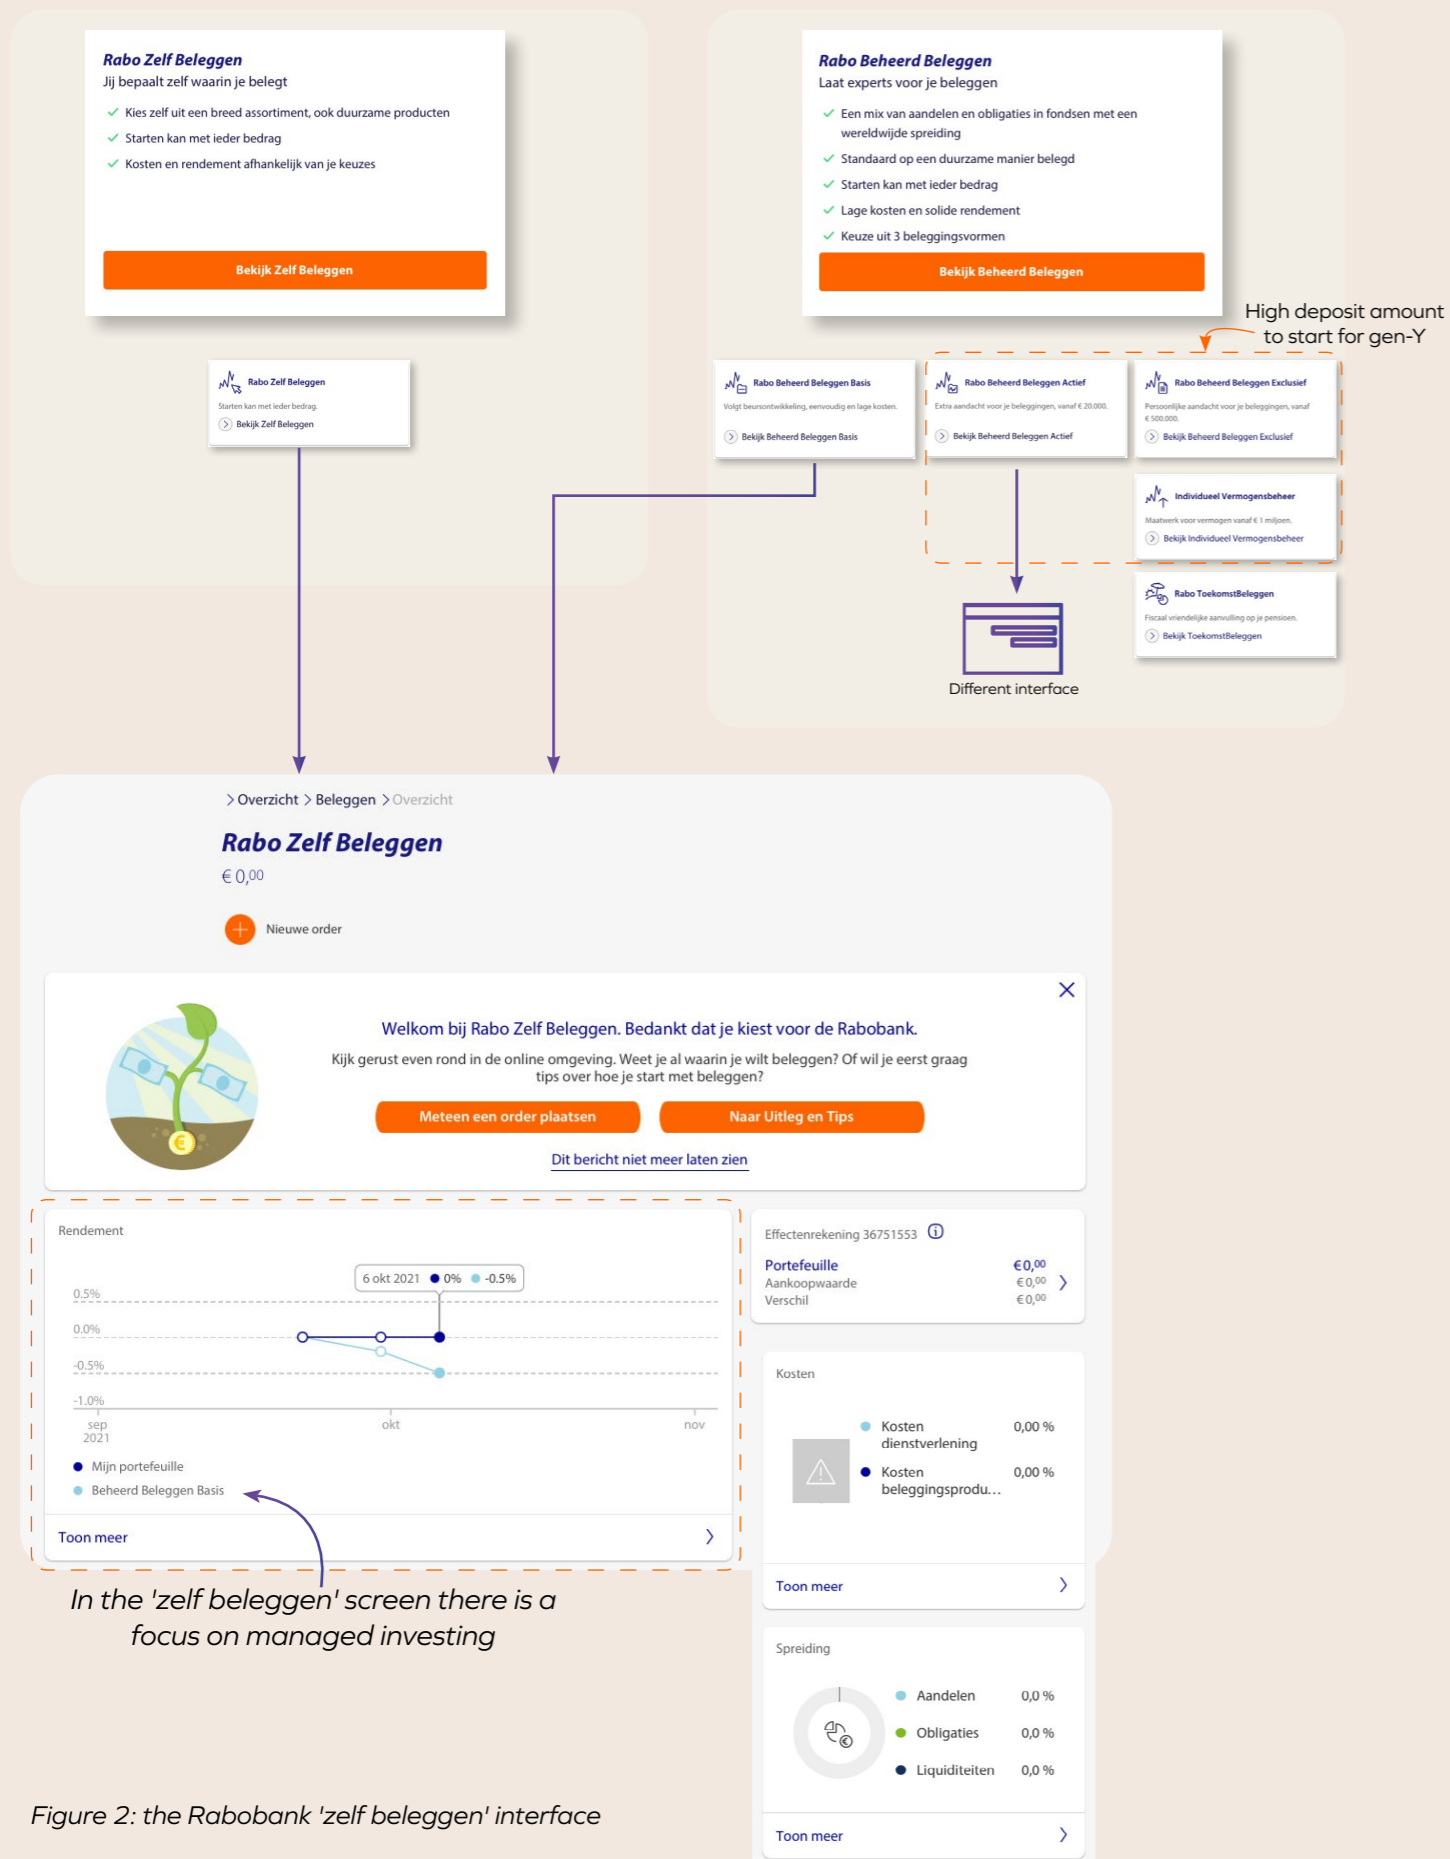 Rabo Zelf Beleggen
Jij bepaalt zelf waarin je belegt
Kies zelf uit een breed assortiment, ook duurzame producten
Starten kan met ieder bedrag
Kosten en rendement afhankelijk van je keuzes
Bekijk Zelf Beleggen
Rabo Beheerd Beleggen
Laat experts voor je beleggen
Een mix van aandelen en obligaties in fondsen met een
wereldwijde spreiding
Standaard op een duurzame manier belegd
Starten kan met ieder bedrag
Lage kosten en solide rendement
Keuze uit 3 beleggingsvormen
Bekijk Beheerd Beleggen
High deposit amount
to start for gen-Y
Rabo Zelf Beleggen
Starten kan met ieder bedrag.
Bekijk Zelf Beleggen
Rabo Beheerd Beleggen Basis
Volgt beursontwikkeling, eenvoudig en lage kosten.
Bekijk Beheerd Beleggen Basis
Rabo Beheerd Beleggen Actief
Extra aandacht voor je beleggingen, vanaf € 20.000.
Bekijk Beheerd Beleggen Actief
Rabo Beheerd Beleggen Exclusief
Persoonlijke aandacht voor je beleggingen, vanaf
€ 500.000.
Bekijk Beheerd Beleggen Exclusief
Individueel Vermogensbeheer
Maatwerk voor vermogen vanaf € 1 miljoen.
Bekijk Individueel Vermogensbeheer
Rabo ToekomstBeleggen
Fiscaal vriendelijke aanvulling op je pensioen.
Bekijk ToekomstBeleggen
Different interface
Overzicht > Beleggen > Overzicht
Rabo Zelf Beleggen
€ 0,00
Nieuwe order
Welkom bij Rabo Zelf Beleggen. Bedankt dat je kiest voor de Rabobank.
Kijk gerust even rond in de online omgeving. Weet je al waarin je wilt beleggen? Of wil je eerst graag
tips over hoe je start met beleggen?
Meteen een order plaatsen
Naar Uitleg en Tips
Dit bericht niet meer laten zien
Rendement
6 okt 2021 0% -0.5%
0.5%
0.0%
-0.5%
-1.0%
sep okt nov
2021
Mijn portefeuille
Beheerd Beleggen Basis
Toon meer
In the 'zelf beleggen' screen there is a
focus on managed investing
Effectenrekening 36751553
Portefeuille € 0,00
Aankoopwaarde € 0,00
Verschil € 0,00
Kosten
Kosten 0,00 %
dienstverlening
Kosten 0,00 %
beleggingsprodu...
Toon meer
Spreiding
Aandelen 0,0 %
Obligaties 0,0 %
Liquiditeiten 0,0 %
Toon meer
Figure 2: the Rabobank 'zelf beleggen' interface